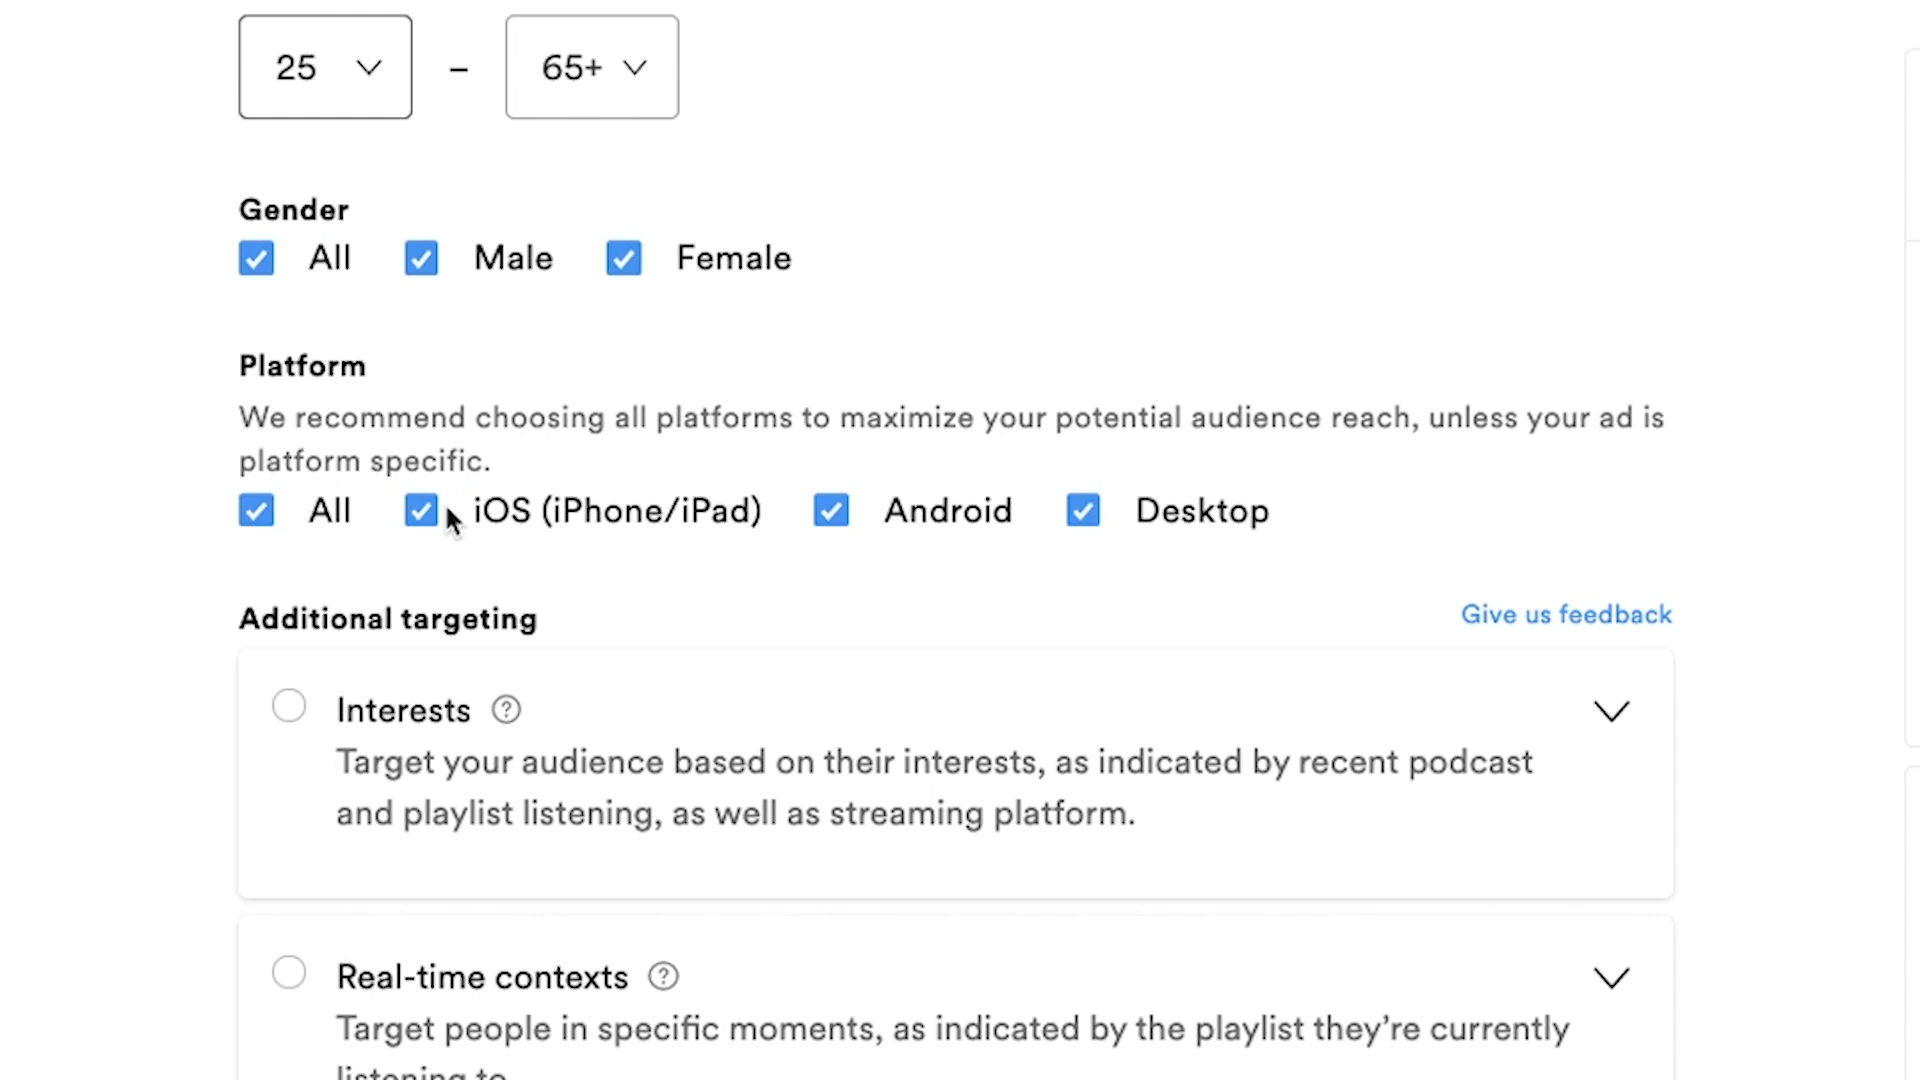 25 – 65+
Gender
All Male Female
Platform
We recommend choosing all platforms to maximize your potential audience reach, unless your ad is
platform specific.
All iOS (iPhone/iPad) Android Desktop
Additional targeting Give us feedback
Interests ?
Target your audience based on their interests, as indicated by recent podcast
and playlist listening, as well as streaming platform.
Real-time contexts ?
Target people in specific moments, as indicated by the playlist they’re currently
listening to